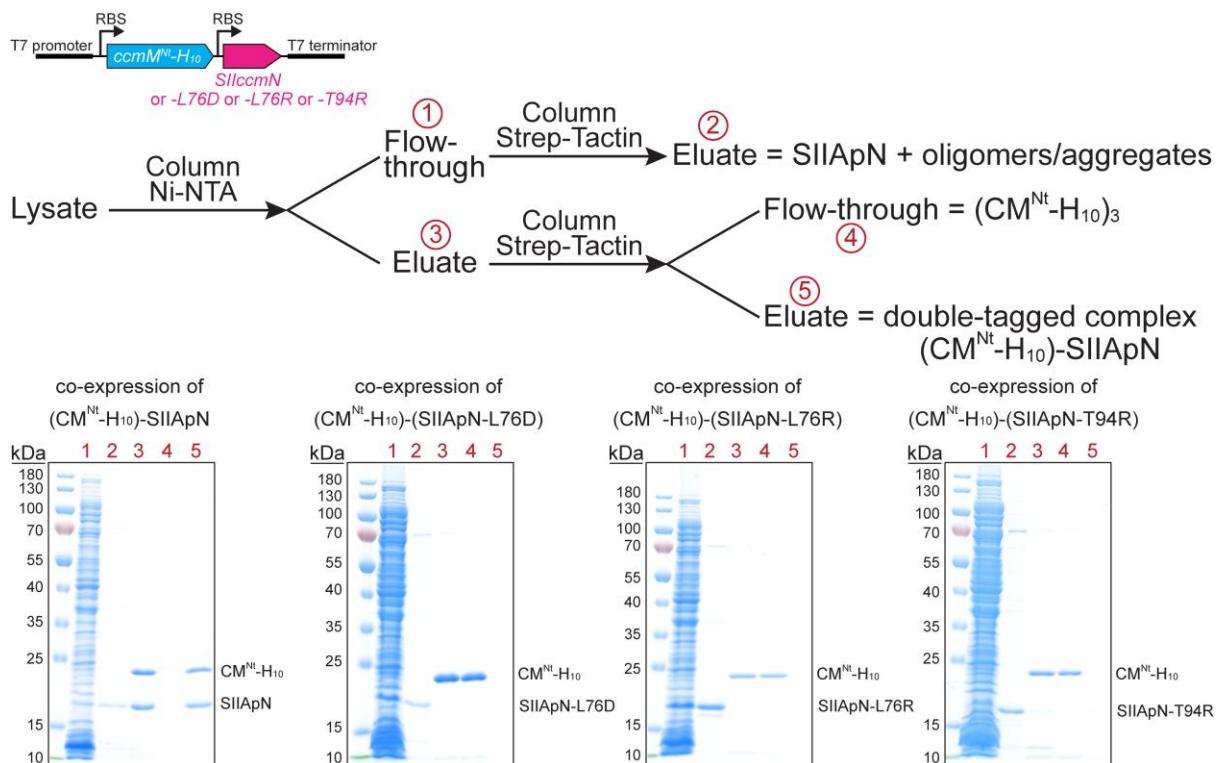 RBS RBS
T7 promoter ccmM^Nt-H₁₀ T7 terminator
SIIccmN
or -L76D or -L76R or -T94R
① Column ②
Flow-through Strep-Tactin Eluate = SIIApN + oligomers/aggregates
Column
Lysate Ni-NTA
Flow-through = (CM^Nt-H₁₀)₃
③ Column ④
Eluate Strep-Tactin
⑤
Eluate = double-tagged complex
(CM^Nt-H₁₀)-SIIApN
co-expression of
(CM^Nt-H₁₀)-SIIApN
kDa 1 2 3 4 5
180
130
100
70
55
40
35
25
CM^Nt-H₁₀
SIIApN
15
10
co-expression of
(CM^Nt-H₁₀)-(SIIApN-L76D)
kDa 1 2 3 4 5
180
130
100
70
55
40
35
25
CM^Nt-H₁₀
SIIApN-L76D
15
10
co-expression of
(CM^Nt-H₁₀)-(SIIApN-L76R)
kDa 1 2 3 4 5
180
130
100
70
55
40
35
25
CM^Nt-H₁₀
SIIApN-L76R
15
10
co-expression of
(CM^Nt-H₁₀)-(SIIApN-T94R)
kDa 1 2 3 4 5
180
130
100
70
55
40
35
25
CM^Nt-H₁₀
SIIApN-T94R
15
10